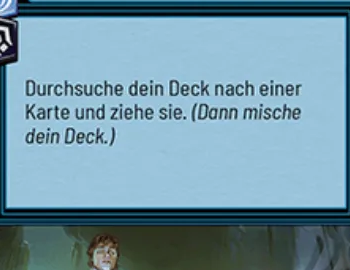 Durchsuche dein Deck nach einer
Karte und ziehe sie. (Dann mische
dein Deck.)